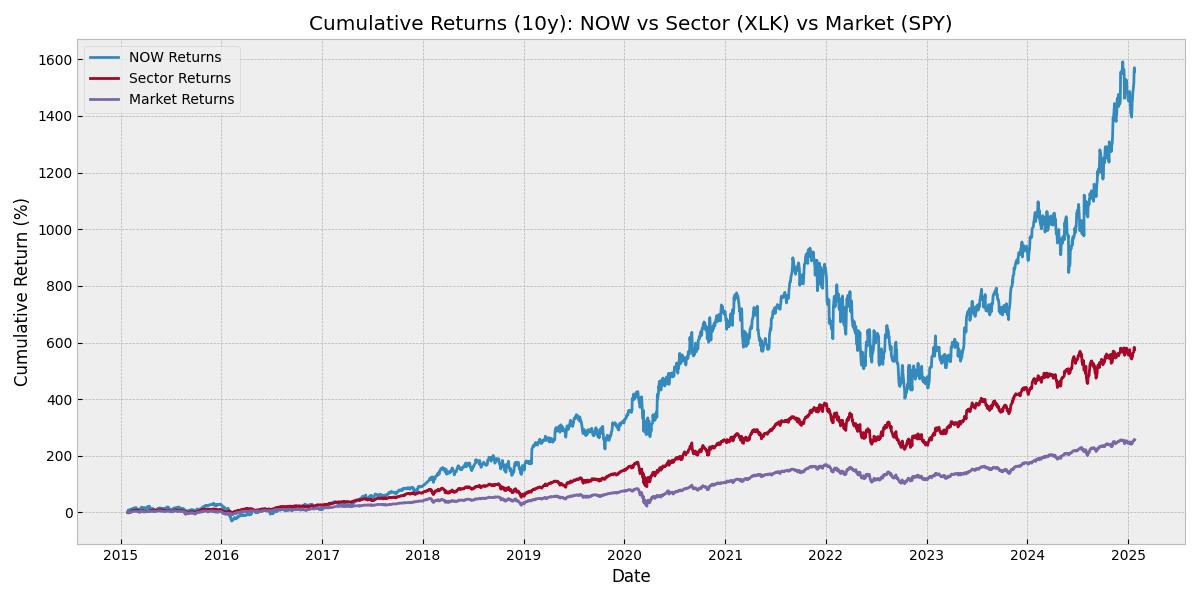 Cumulative Returns (10y): NOW vs Sector (XLK) vs Market (SPY)
NOW Returns
Sector Returns
Market Returns
Cumulative Return (%)
1600
1400
1200
1000
800
600
400
200
0
2015 2016 2017 2018 2019 2020 2021 2022 2023 2024 2025
Date